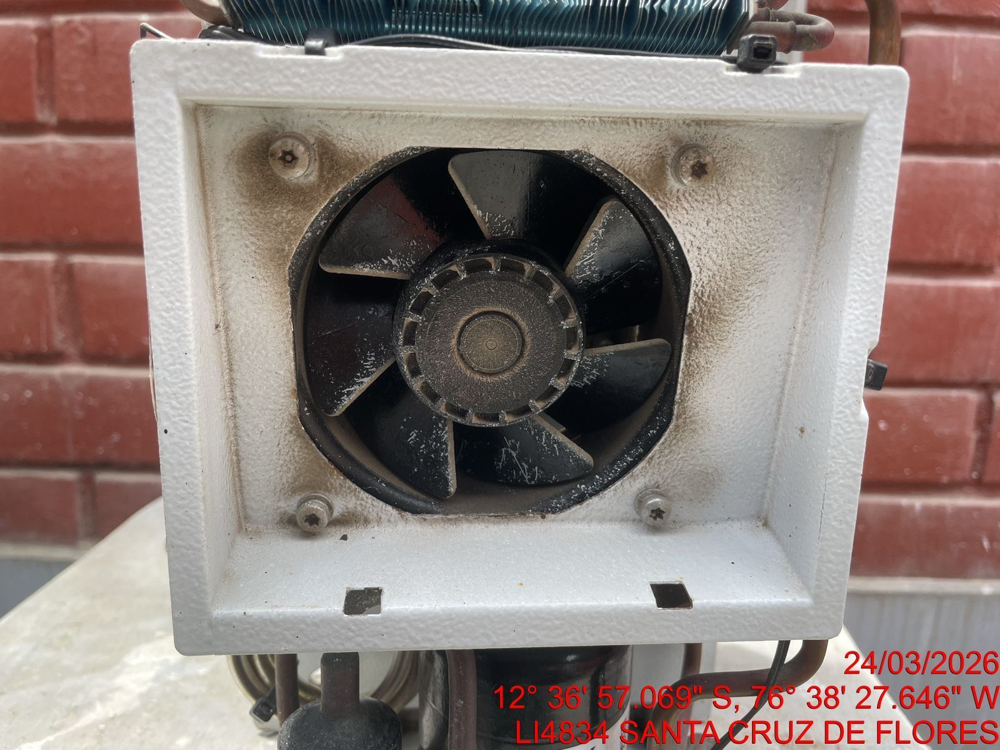 24/03/2026
12° 36' 57.069" S, 76° 38' 27.646" W
LI4834 SANTA CRUZ DE FLORES